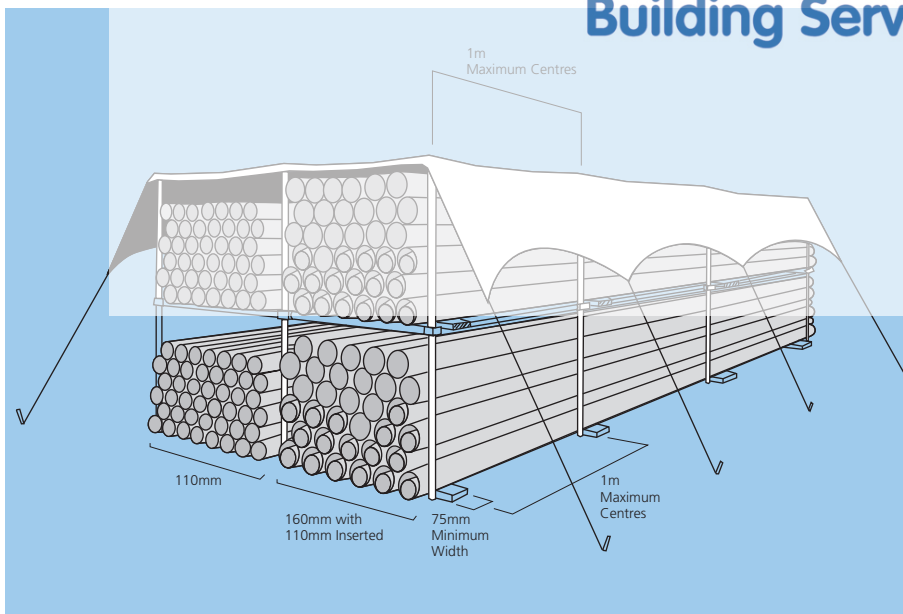 Building Serv
1m
Maximum Centres
110mm
160mm with
110mm Inserted
75mm
Minimum
Width
1m
Maximum
Centres